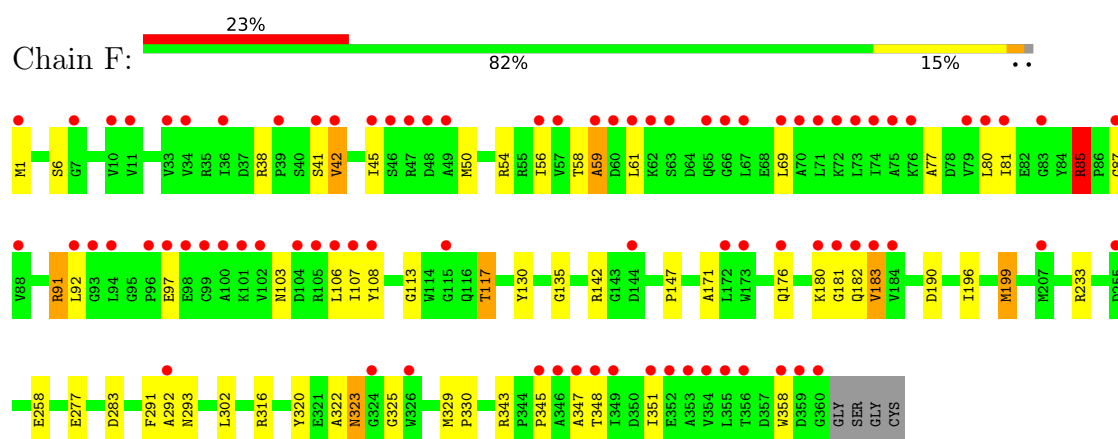 23%
Chain F:
82% 15% • •
M1 S6 G7 V10 V11 V33 V34 R35 I36 D37 R38 P39 S40 S41 V42 I45 S46 R47 D48 A49 M50 R54 R55 I56 V57 T58 A59 D60 L61 K62 S63 D64 Q65 G66 L67 E68 L69 A70 L71 K72 L73 I74 A75 K76 A77 D78 V79 L80 I81 E82 G83 Y84 R85 P86 G87
V88 R91 L92 G93 L94 G95 P96 E97 E98 C99 A100 K101 V102 N103 D104 R105 L106 I107 Y108 G113 W114 G115 Q116 T117 Y130 G135 R142 G143 D144 P147 A171 L172 W173 Q176 K180 G181 Q182 V183 V184 D190 I196 M199 M207 R233 D255
E258 E277 D283 F291 A292 N293 L302 R316 Y320 E321 A322 N323 G324 G325 W326 M329 P330 R343 P344 P345 A346 A347 T348 I349 D350 I351 E352 A353 V354 L355 T356 D357 W358 D359 G360 GLY SER GLY CYS